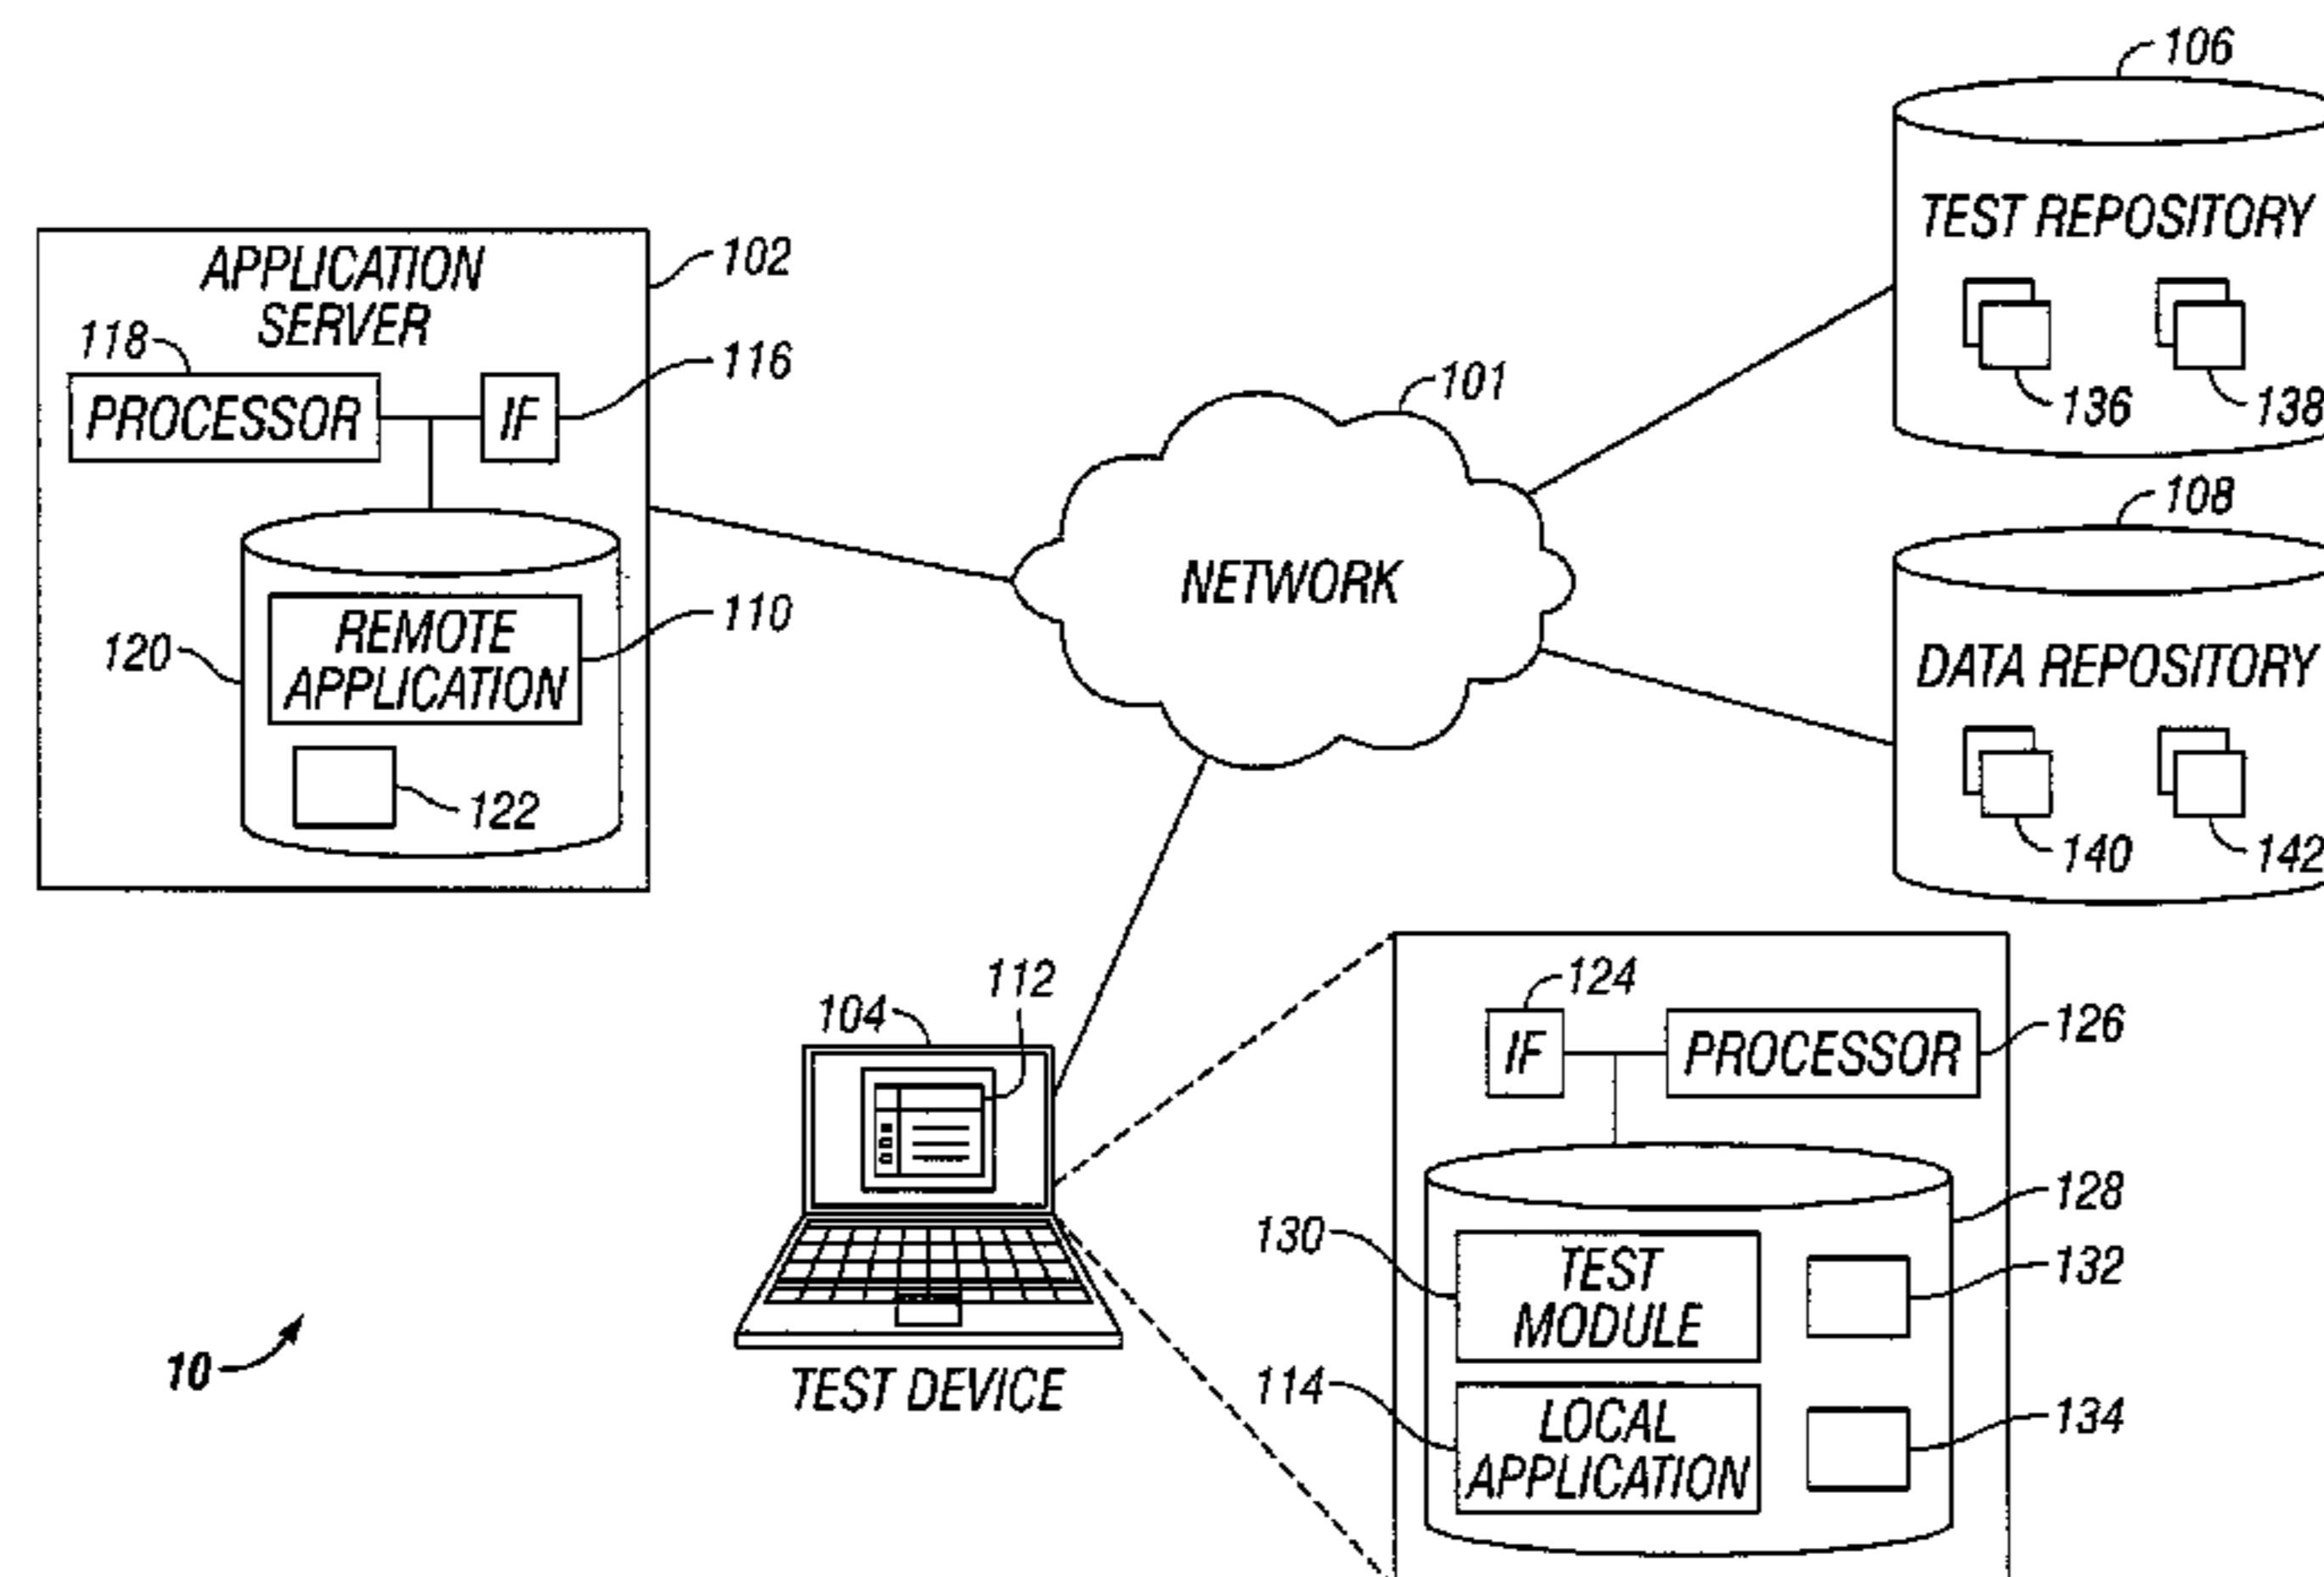 106
TEST REPOSITORY
136
138
APPLICATION
SERVER
102
118
116
PROCESSOR
IF
101
NETWORK
108
DATA REPOSITORY
140
142
120
REMOTE
APPLICATION
110
122
112
104
TEST DEVICE
10
124
IF
PROCESSOR
126
128
130
TEST
MODULE
132
114
LOCAL
APPLICATION
134